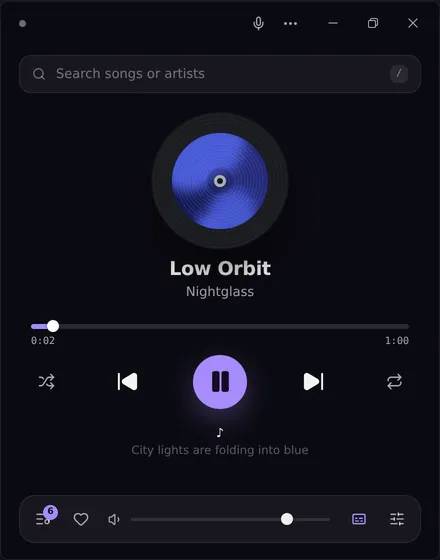 Search songs or artists
/
Low Orbit
Nightglass
0:02
1:00
♪
City lights are folding into blue
6